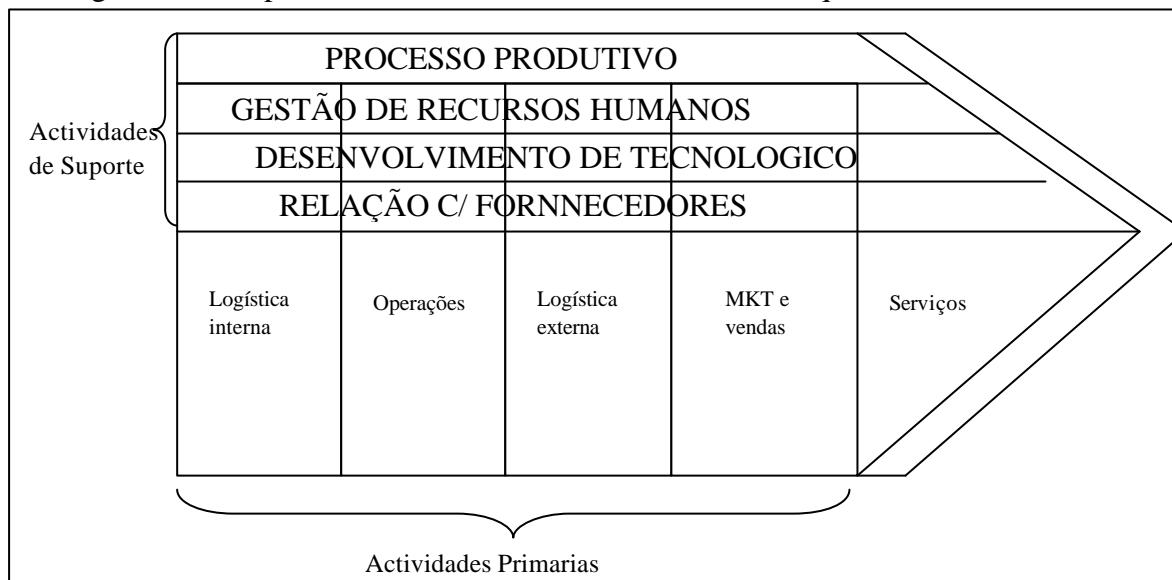 PROCESSO PRODUTIVO
GESTÃO DE RECURSOS HUMANOS
Actividades
de Suporte
DESENVOLVIMENTO DE TECNOLOGICO
RELAÇÃO C/ FORNNNECEDORES
Logística
interna
Operações
Logística
externa
MKT e
vendas
Serviços
Actividades Primarias